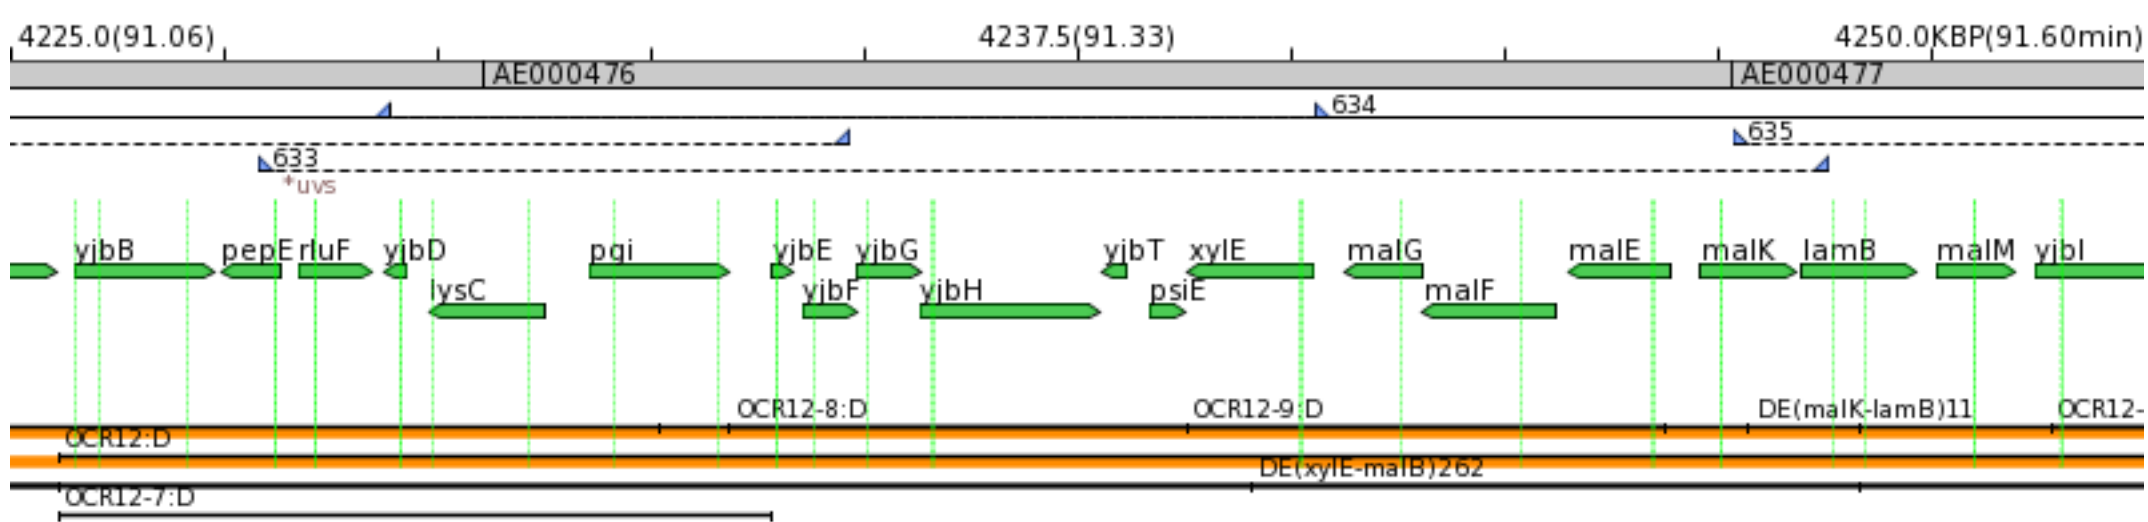 4225.0(91.06) 4237.5(91.33) 4250.0KBP(91.60min)
AE000476 AE000477
634
635
633
*uvs
yjbB pepE rluF yjbD pgi yjbE yjbG yjbT xylE malG malE malK lamB malM yjbI
lysC yjbF yjbH psiE malF
OCR12-8:D OCR12-9:D DE(malK-lamB)11 OCR12-
OCR12:D
DE(xylE-malB)262
OCR12-7:D